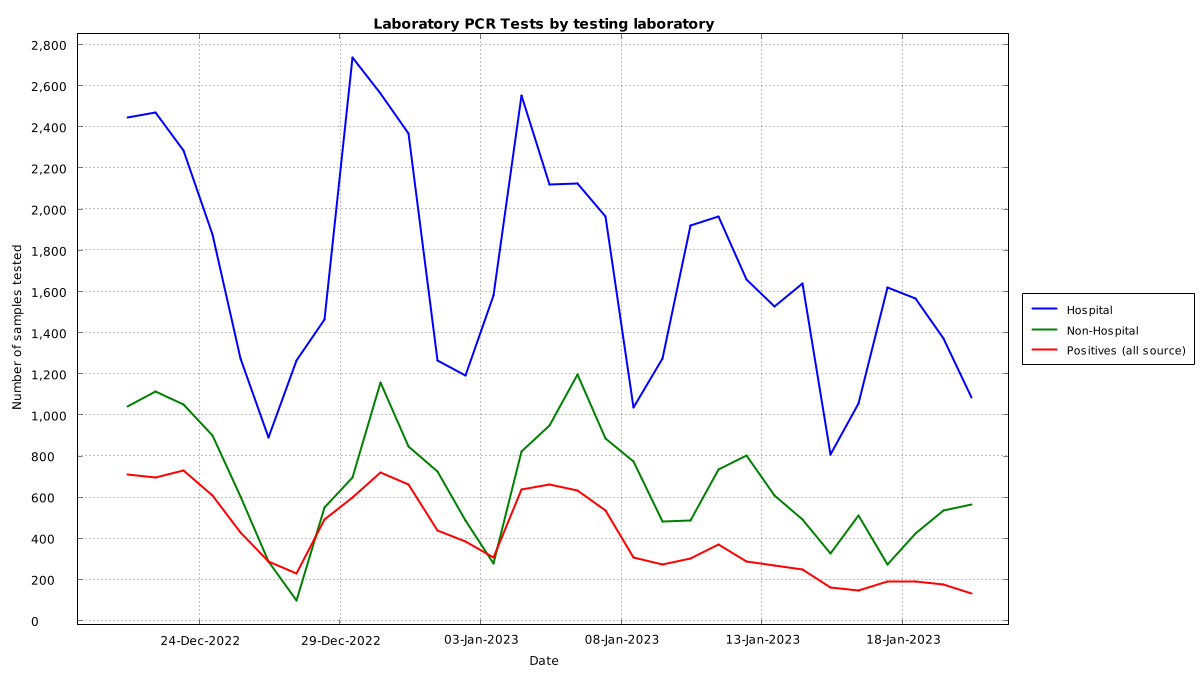 Laboratory PCR Tests by testing laboratory
2,800
2,600
2,400
2,200
2,000
1,800
1,600
1,400
1,200
1,000
800
600
400
200
0
Number of samples tested
24-Dec-2022
29-Dec-2022
03-Jan-2023
08-Jan-2023
13-Jan-2023
18-Jan-2023
Date
Hospital
Non-Hospital
Positives (all source)